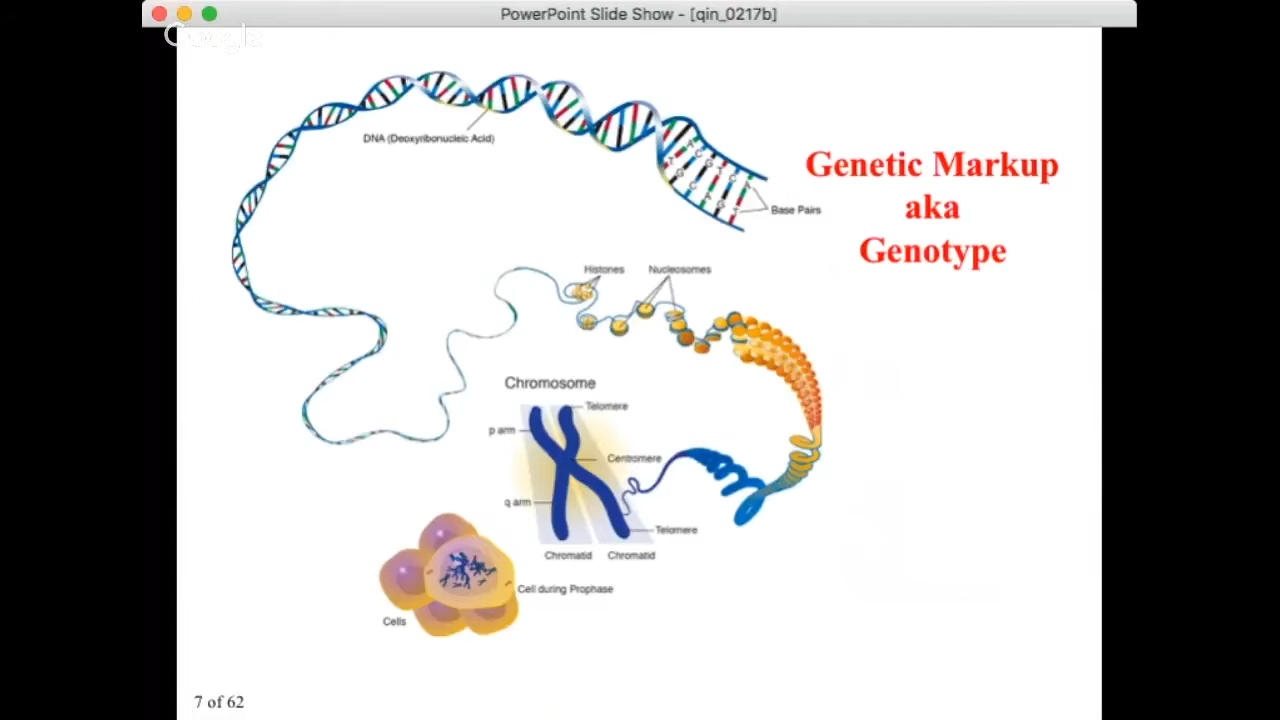 PowerPoint Slide Show - [qin_0217b]
Google
DNA (Deoxyribonucleic Acid)
Genetic Markup
aka
Genotype
Base Pairs
Histones
Nucleosomes
Chromosome
Telomere
p arm
Centromere
q arm
Telomere
Chromatid
Chromatid
Cell during Prophase
Cells
7 of 62